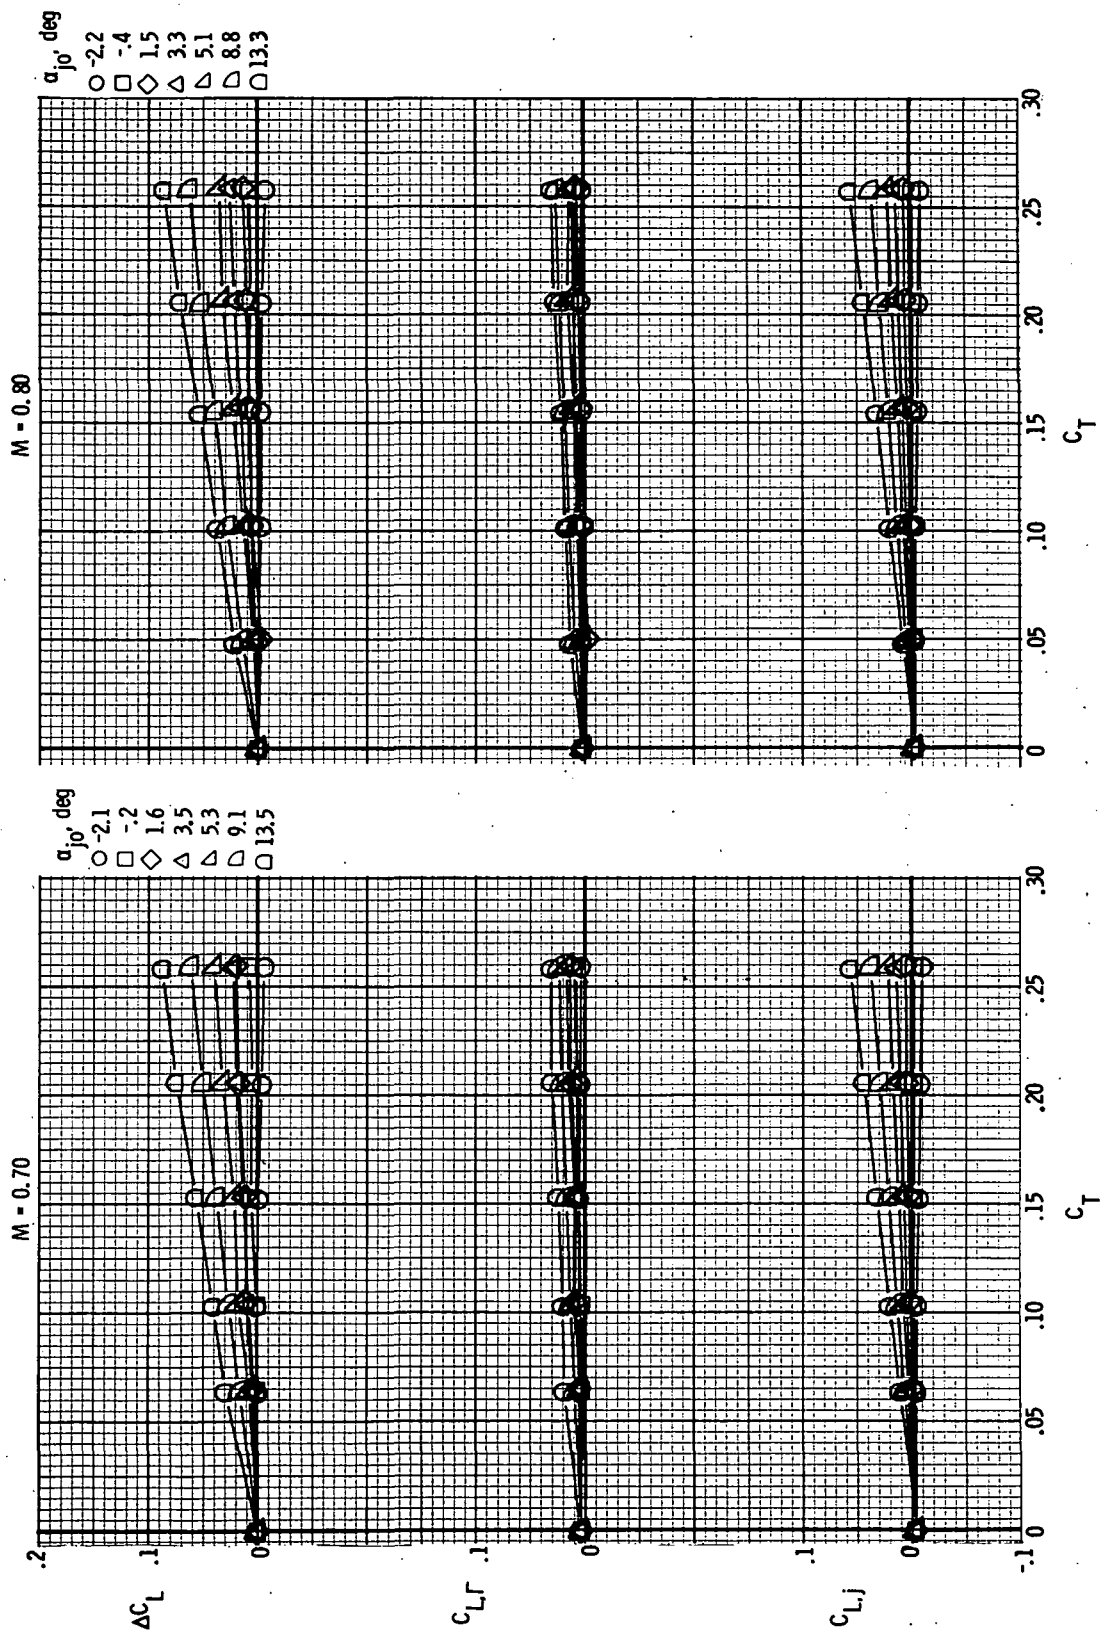 M = 0.70
M = 0.80
α_jo, deg
○ -2.1
□ -.2
◇ 1.6
△ 3.5
5.3
9.1
13.5
α_jo, deg
○ -2.2
□ -.4
◇ 1.5
△ 3.3
5.1
8.8
13.3
ΔC_L
.2
.1
0
C_L,Γ
.1
0
C_L,j
.1
0
-.1
0 .05 .10 .15 .20 .25 .30
C_T
0 .05 .10 .15 .20 .25 .30
C_T